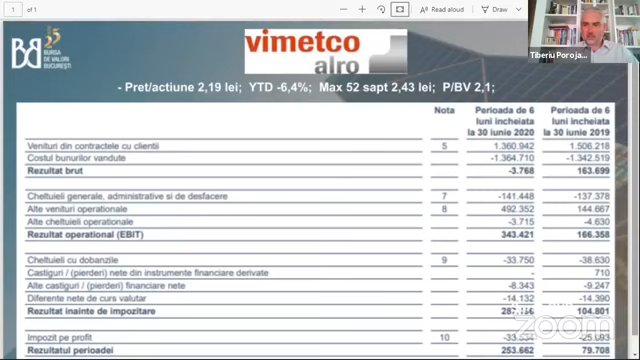 1 of 1
Read aloud
Draw
Tiberiu Poroja...
25
BURSA
DE VALORI
BUCUREȘTI
vimetco
alro
- Pret/actiune 2,19 lei; YTD -6,4%; Max 52 sapt 2,43 lei; P/BV 2,1;
Nota Perioada de 6 luni incheiata la 30 iunie 2020 Perioada de 6 luni incheiata la 30 iunie 2019
Venituri din contractele cu clientii 5 1.360.942 1.506.218
Costul bunurilor vandute -1.364.710 -1.342.519
Rezultat brut -3.768 163.699
Cheltuieli generale, administrative si de desfacere 7 -141.448 -137.378
Alte venituri operationale 8 492.352 144.667
Alte cheltuieli operationale -3.715 -4.630
Rezultat operational (EBIT) 343.421 166.358
Cheltuieli cu dobanzile 9 -33.750 -38.630
Castiguri / (pierderi) nete din instrumente financiare derivate - 710
Alte castiguri / (pierderi) financiare nete -8.343 -9.247
Diferente nete de curs valutar -14.132 -14.390
Rezultat inainte de impozitare 104.801
zoom
Impozit pe profit 10
Rezultatul perioadei 253.662 79.708